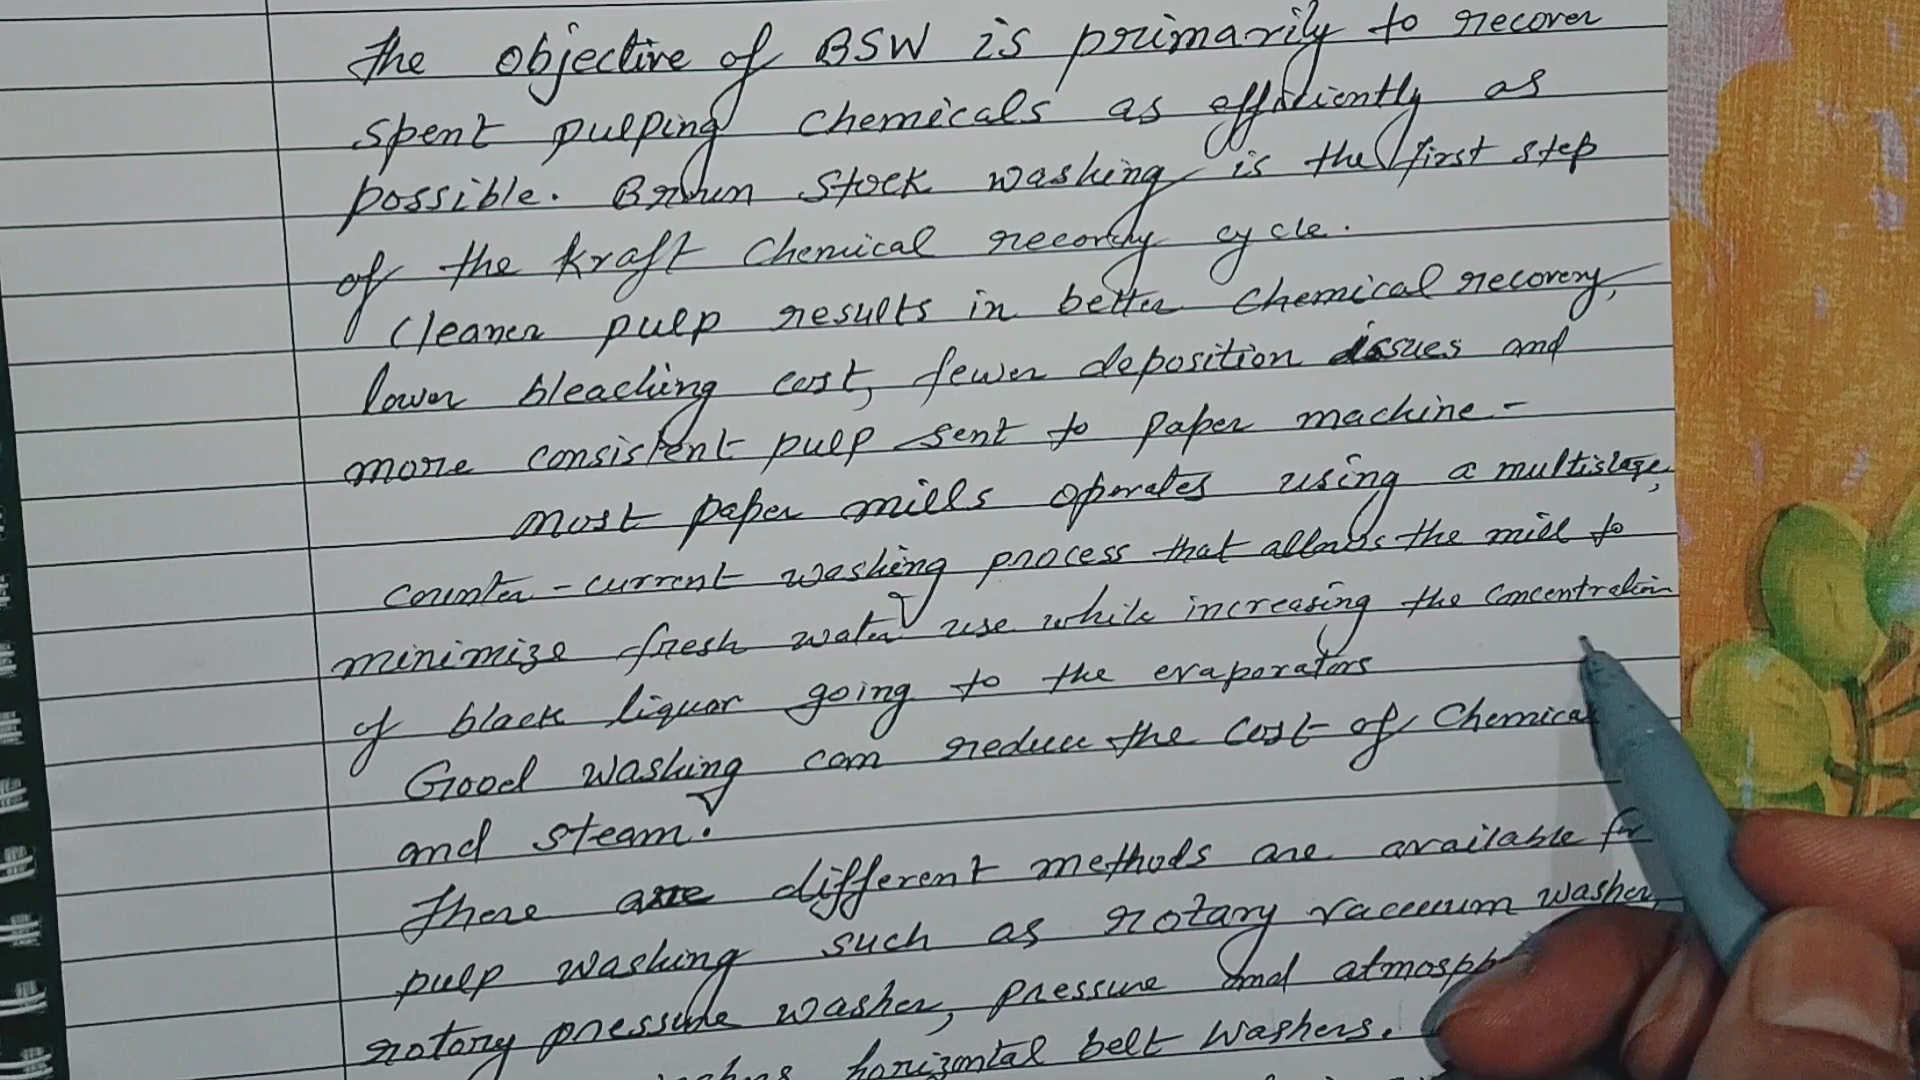 The objective of BSW is primarily to recover
spent pulping chemicals as efficiently as
possible. Brown stock washing is the first step
of the kraft chemical recovery cycle.
Cleaner pulp results in better chemical recovery,
lower bleaching cost, fewer deposition issues and
more consistent pulp sent to paper machine-
most paper mills operates using a multistage,
counter-current washing process that allows the mill to
minimize fresh water use while increasing the concentration
of black liquor going to the evaporators
Good washing can reduce the cost of chemical
and steam.
There are different methods are available for
pulp washing such as rotary vaccuum washer,
rotary pressure washer, pressure and
horizontal belt washers.